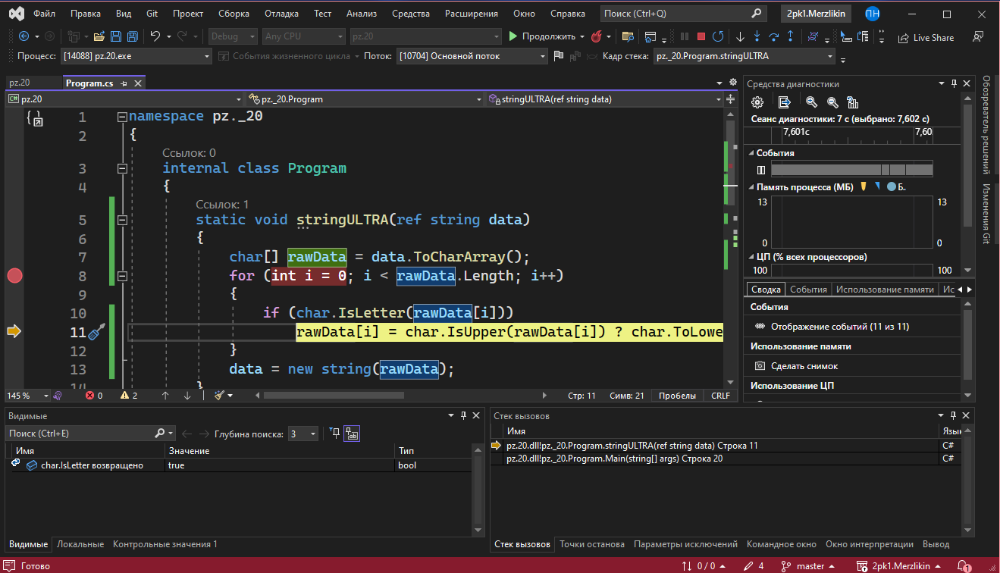 Файл Правка Вид Git Проект Сборка Отладка Тест Анализ Средства Расширения Окно Справка Поиск (Ctrl+Q) 2pk1.Merzlikin ПН
Debug Any CPU pz.20 Продолжить Live Share
Процесс: [14088] pz.20.exe События жизненного цикла Поток: [10704] Основной поток Кадр стека: pz._20.Program.stringULTRA
pz.20 Program.cs
C# pz.20 pz._20.Program stringULTRA(ref string data)
1 namespace pz._20
2 {
Ссылок: 0
3 internal class Program
4 {
Ссылок: 1
5 static void stringULTRA(ref string data)
6 {
7 char[] rawData = data.ToCharArray();
8 for (int i = 0; i < rawData.Length; i++)
9 {
10 if (char.IsLetter(rawData[i]))
11 rawData[i] = char.IsUpper(rawData[i]) ? char.ToLowe
12 }
13 data = new string(rawData);
14 }
145 % 0 2 Стр: 11 Симв: 21 Пробелы CRLF
Средства диагностики
Сеанс диагностики: 7 с (выбрано: 7,602 с)
7,601с 7,60
События
Память процесса (МБ) Б..
13 13
0 0
ЦП (% всех процессоров)
100 100
Сводка События Использование памяти Ис
События
Отображение событий (11 из 11)
Использование памяти
Сделать снимок
Использование ЦП
Обозреватель решений
Изменения Git
Видимые
Поиск (Ctrl+E) Глубина поиска: 3
Имя Значение Тип
char.IsLetter возвращено true bool
Видимые Локальные Контрольные значения 1
Стек вызовов
Имя Язык
pz.20.dll!pz._20.Program.stringULTRA(ref string data) Строка 11 C#
pz.20.dll!pz._20.Program.Main(string[] args) Строка 20 C#
Стек вызовов Точки останова Параметры исключений Командное окно Окно интерпретации Вывод
Готово 0 / 0 4 master 2pk1.Merzlikin 1